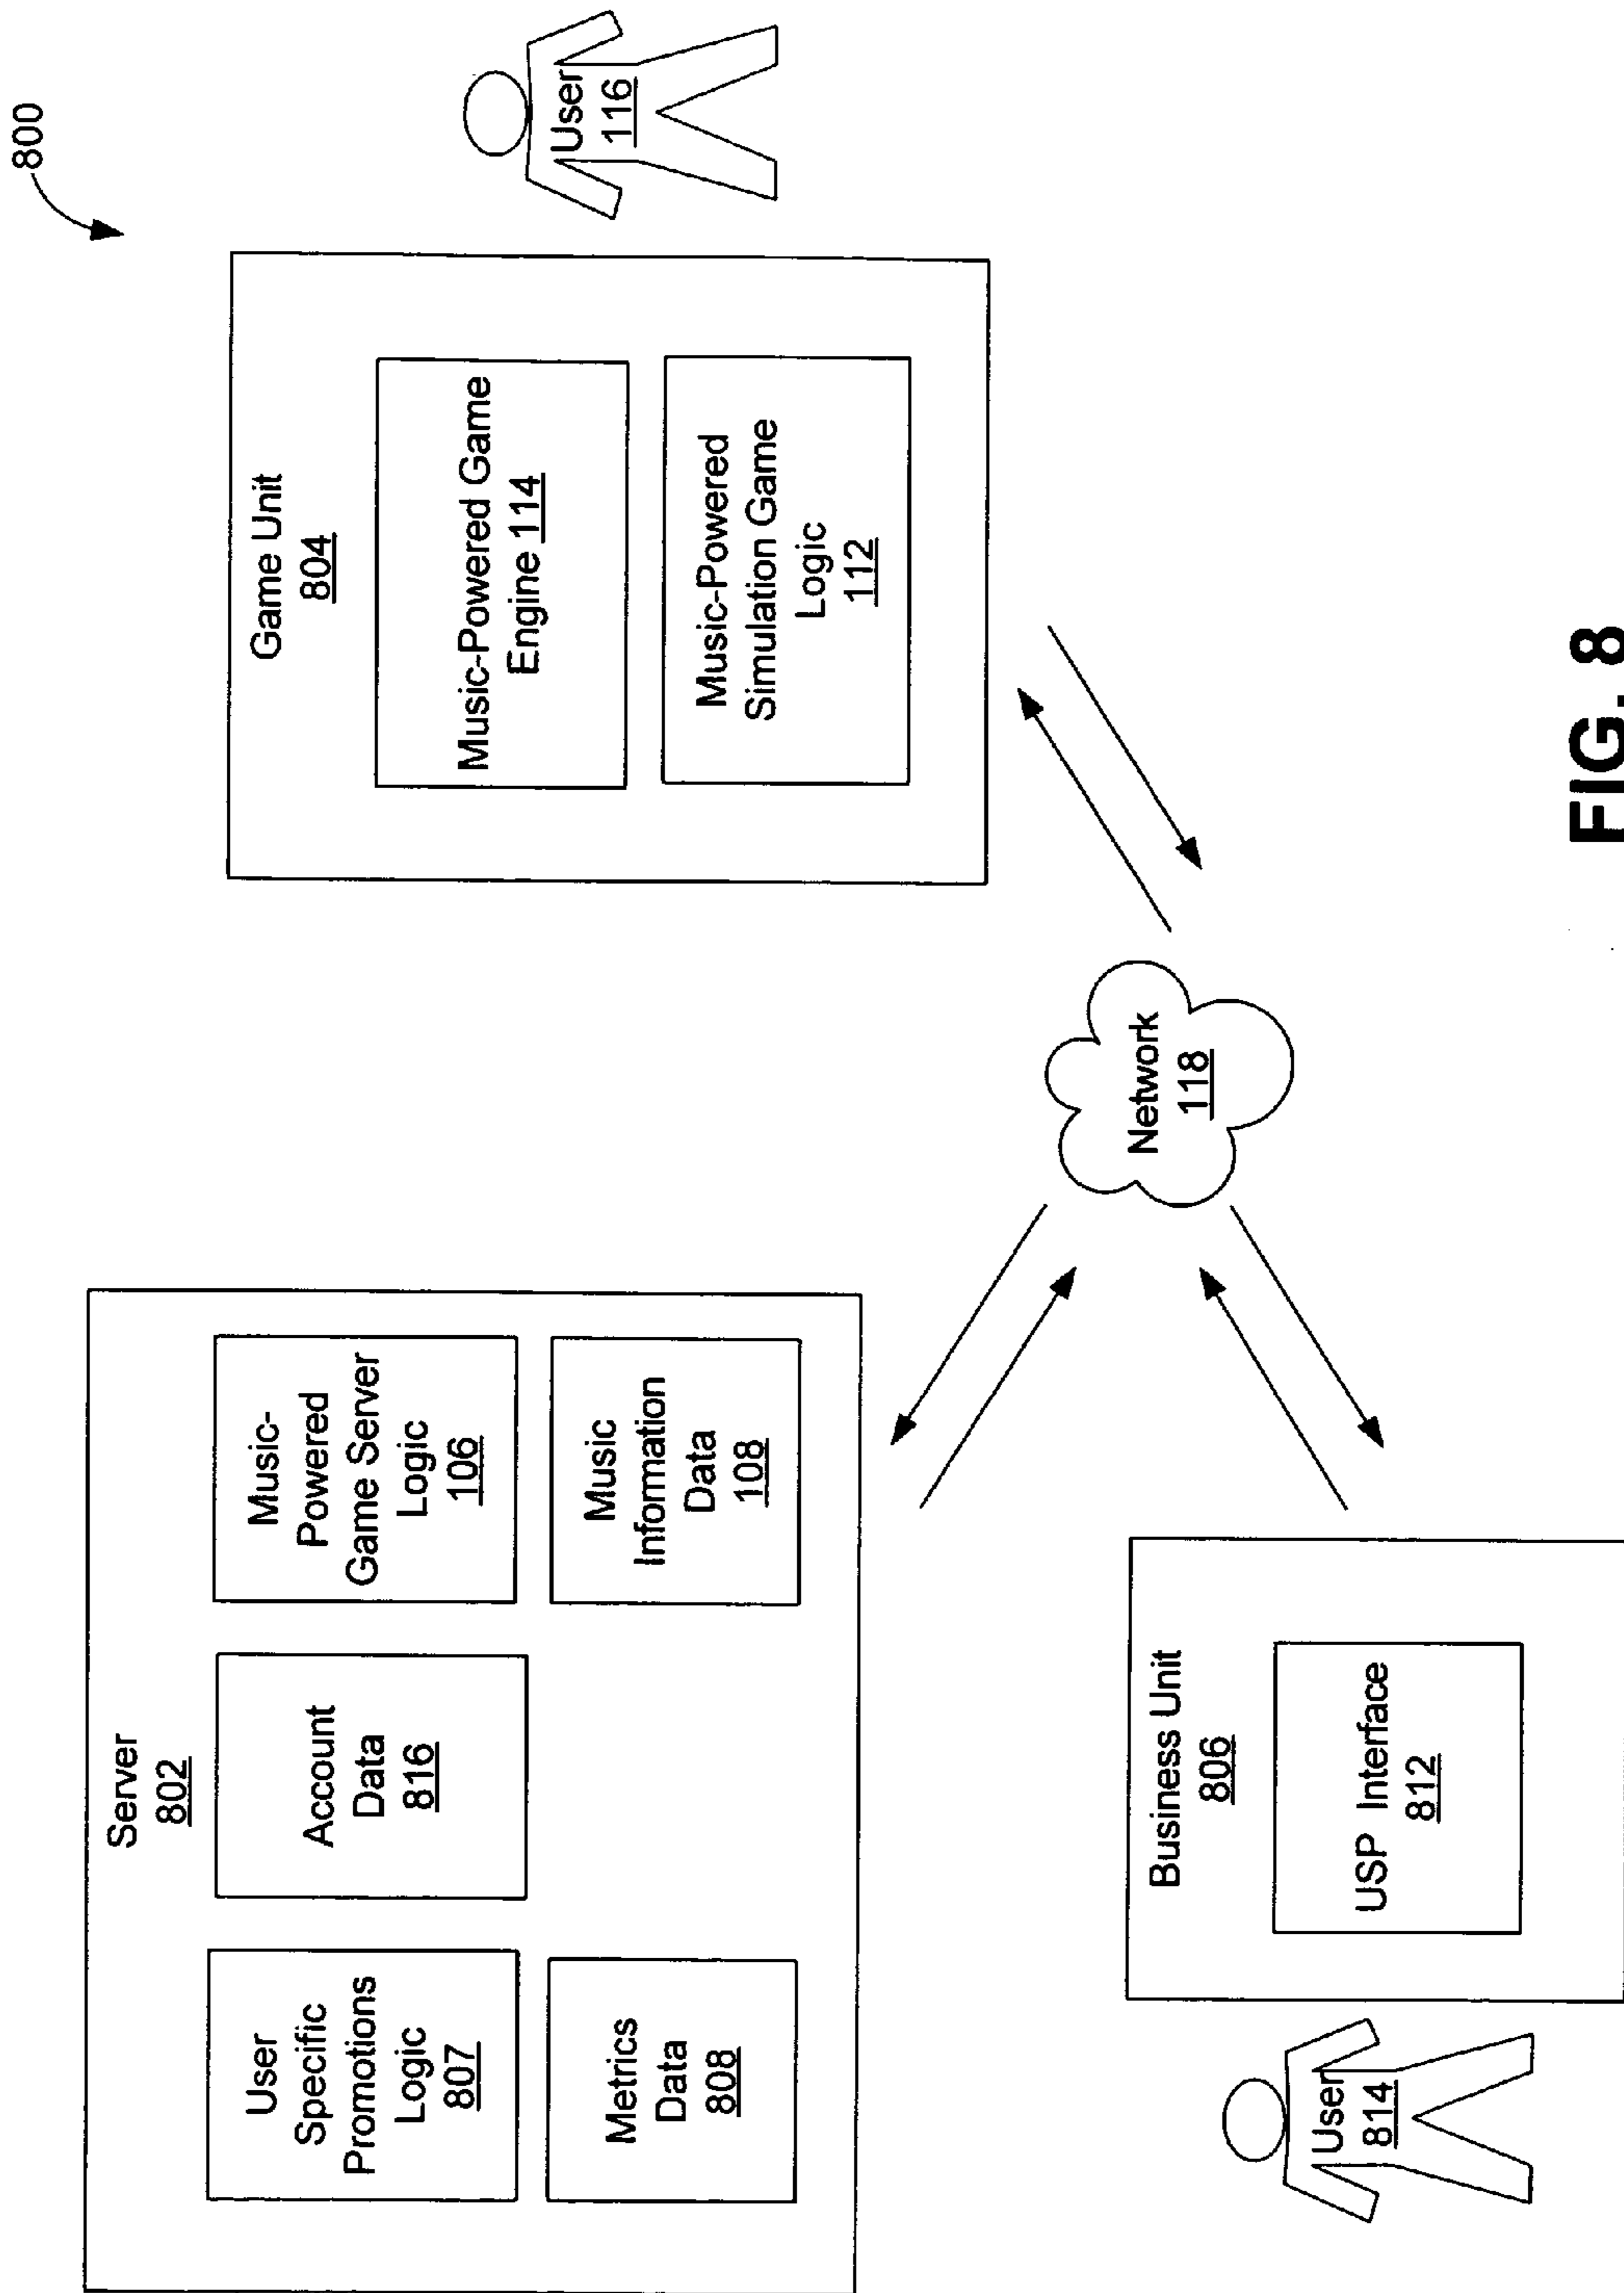 800
Server
802
User
Specific
Promotions
Logic
807
Account
Data
816
Music-
Powered
Game Server
Logic
106
Metrics
Data
808
Music
Information
Data
108
Game Unit
804
Music-Powered Game
Engine 114
Music-Powered
Simulation Game
Logic
112
User
116
Network
118
Business Unit
806
USP Interface
812
User
814
FIG. 8